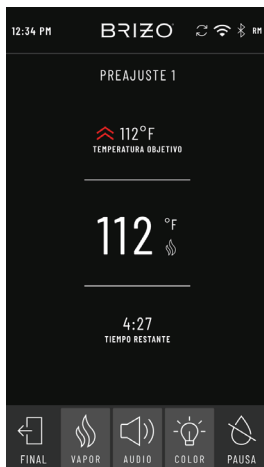 12:34 PM BRIZO RM
PREAJUSTE 1
112°F
TEMPERATURA OBJETIVO
112 °F
4:27
TIEMPO RESTANTE
FINAL VAPOR AUDIO COLOR PAUSA